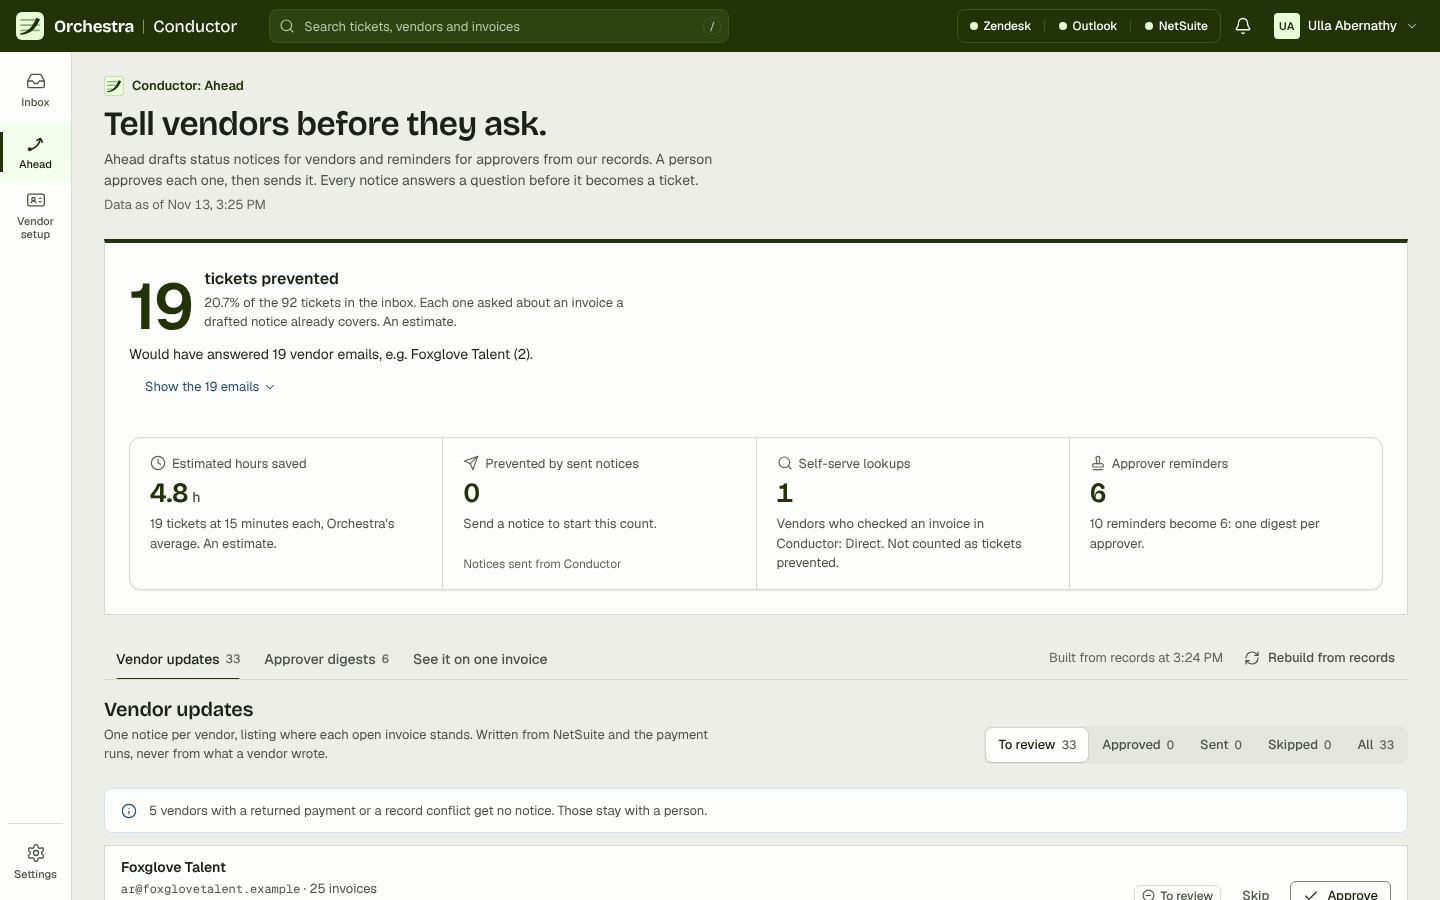 Orchestra | Conductor
Search tickets, vendors and invoices
/
Zendesk
Outlook
NetSuite
UA
Ulla Abernathy
Inbox
Ahead
Vendor
setup
Settings
Conductor: Ahead
Tell vendors before they ask.
Ahead drafts status notices for vendors and reminders for approvers from our records. A person
approves each one, then sends it. Every notice answers a question before it becomes a ticket.
Data as of Nov 13, 3:25 PM
19
tickets prevented
20.7% of the 92 tickets in the inbox. Each one asked about an invoice a
drafted notice already covers. An estimate.
Would have answered 19 vendor emails, e.g. Foxglove Talent (2).
Show the 19 emails
Estimated hours saved
4.8 h
19 tickets at 15 minutes each, Orchestra's
average. An estimate.
Prevented by sent notices
0
Send a notice to start this count.
Notices sent from Conductor
Self-serve lookups
1
Vendors who checked an invoice in
Conductor: Direct. Not counted as tickets
prevented.
Approver reminders
6
10 reminders become 6: one digest per
approver.
Vendor updates 33
Approver digests 6
See it on one invoice
Built from records at 3:24 PM
Rebuild from records
Vendor updates
One notice per vendor, listing where each open invoice stands. Written from NetSuite and the payment
runs, never from what a vendor wrote.
To review 33
Approved 0
Sent 0
Skipped 0
All 33
5 vendors with a returned payment or a record conflict get no notice. Those stay with a person.
Foxglove Talent
ar@foxglovetalent.example · 25 invoices
To review
Skip
Approve